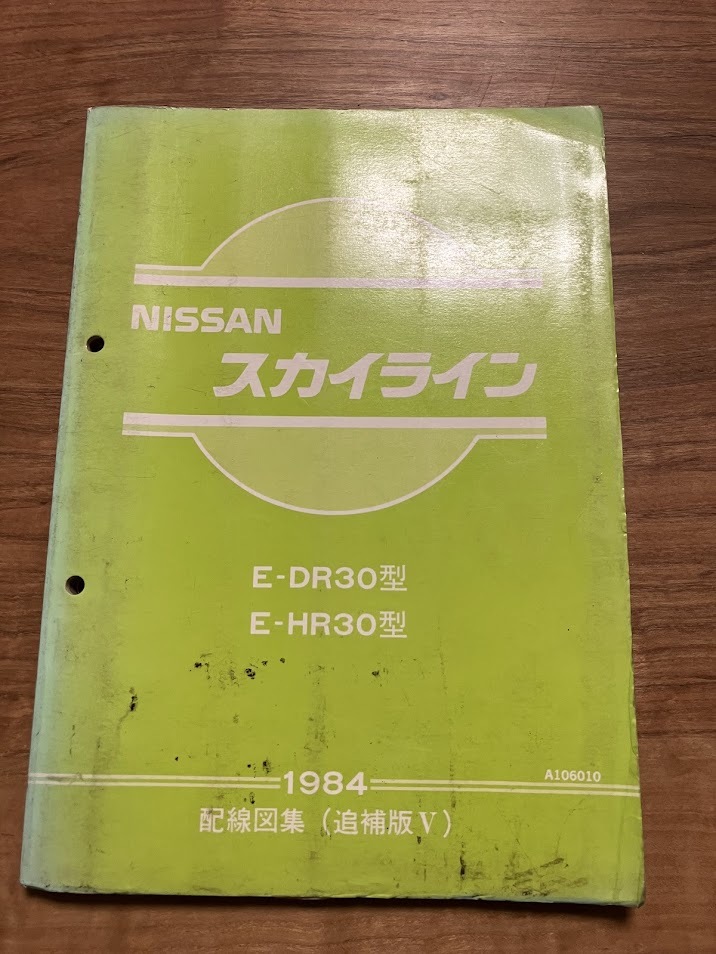 NISSAN
スカイライン
E-DR30型
E-HR30型
1984
A106010
配線図集(追補版V)